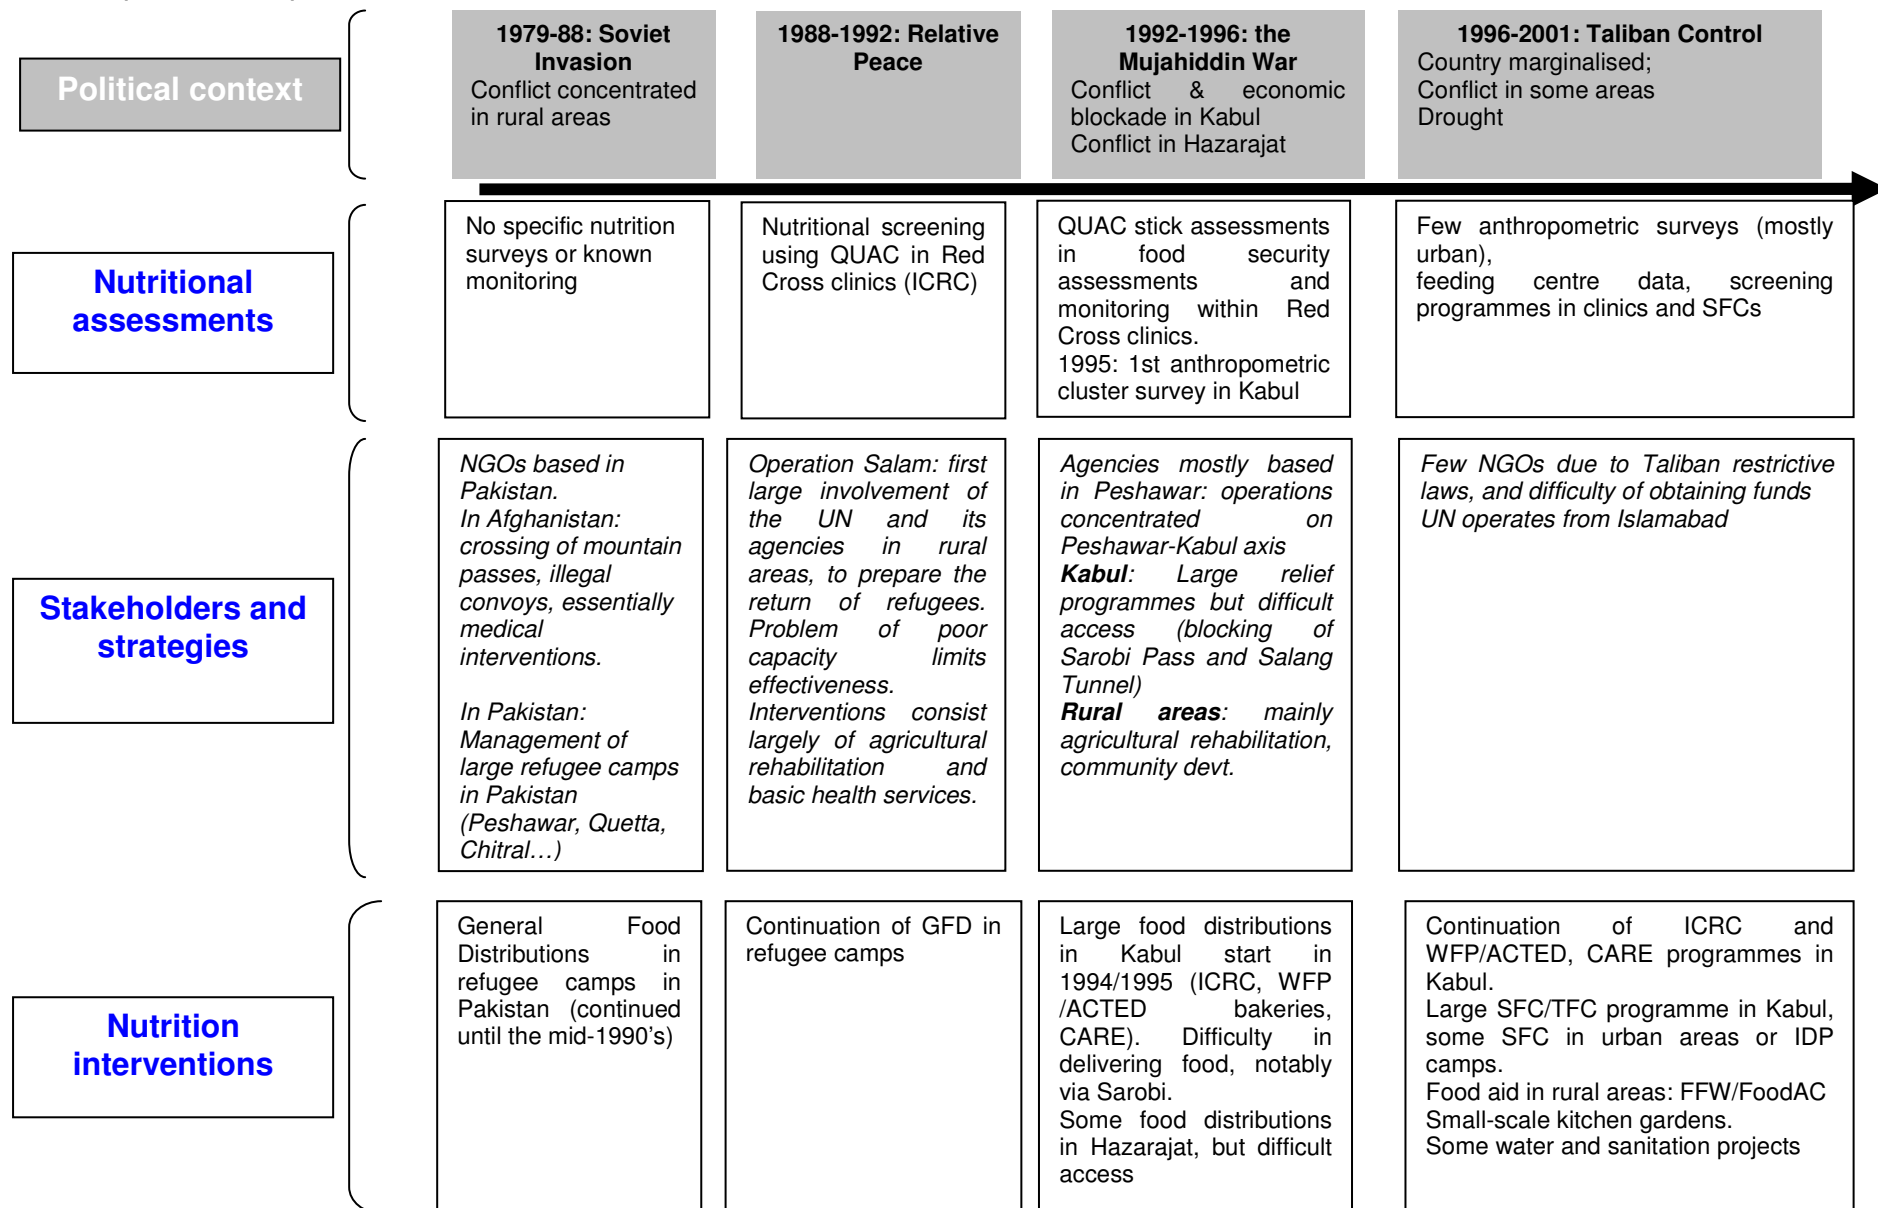 Political context
1979-88: Soviet
Invasion
Conflict concentrated
in rural areas
1988-1992: Relative
Peace
1992-1996: the
Mujahiddin War
Conflict & economic
blockade in Kabul
Conflict in Hazarajat
1996-2001: Taliban Control
Country marginalised;
Conflict in some areas
Drought
Nutritional
assessments
No specific nutrition
surveys or known
monitoring
Nutritional screening
using QUAC in Red
Cross clinics (ICRC)
QUAC stick assessments
in food security
assessments and
monitoring within Red
Cross clinics.
1995: 1st anthropometric
cluster survey in Kabul
Few anthropometric surveys (mostly
urban),
feeding centre data, screening
programmes in clinics and SFCs
Stakeholders and
strategies
NGOs based in
Pakistan.
In Afghanistan:
crossing of mountain
passes, illegal
convoys, essentially
medical
interventions.
In Pakistan:
Management of
large refugee camps
in Pakistan
(Peshawar, Quetta,
Chitral…)
Operation Salam: first
large involvement of
the UN and its
agencies in rural
areas, to prepare the
return of refugees.
Problem of poor
capacity limits
effectiveness.
Interventions consist
largely of agricultural
rehabilitation and
basic health services.
Agencies mostly based
in Peshawar: operations
concentrated on
Peshawar-Kabul axis
Kabul: Large relief
programmes but difficult
access (blocking of
Sarobi Pass and Salang
Tunnel)
Rural areas: mainly
agricultural rehabilitation,
community devt.
Few NGOs due to Taliban restrictive
laws, and difficulty of obtaining funds
UN operates from Islamabad
Nutrition
interventions
General Food
Distributions in
refugee camps in
Pakistan (continued
until the mid-1990's)
Continuation of GFD in
refugee camps
Large food distributions
in Kabul start in
1994/1995 (ICRC, WFP
/ACTED bakeries,
CARE). Difficulty in
delivering food, notably
via Sarobi.
Some food distributions
in Hazarajat, but difficult
access
Continuation of ICRC and
WFP/ACTED, CARE programmes in
Kabul.
Large SFC/TFC programme in Kabul,
some SFC in urban areas or IDP
camps.
Food aid in rural areas: FFW/FoodAC
Small-scale kitchen gardens.
Some water and sanitation projects